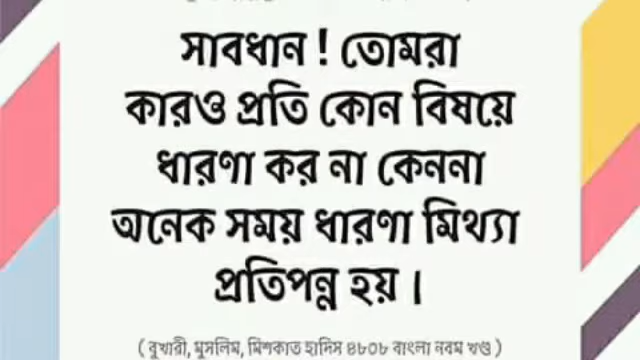 সাবধান ! তোমরা
কারও প্রতি কোন বিষয়ে
ধারণা কর না কেননা
অনেক সময় ধারণা মিথ্যা
প্রতিপন্ন হয় ।
( বুখারী, মুসলিম, মিশকাত হাদিস ৪৮০৮ বাংলা নবম খণ্ড )